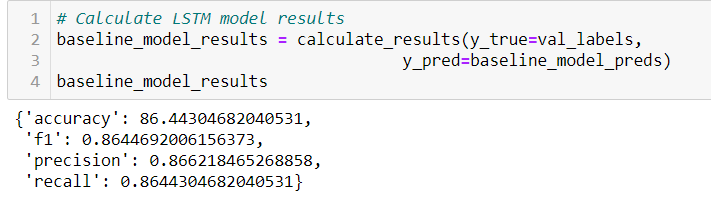 1 # Calculate LSTM model results
2 baseline_model_results = calculate_results(y_true=val_labels,
3 y_pred=baseline_model_preds)
4 baseline_model_results
{'accuracy': 86.44304682040531,
'f1': 0.8644692006156373,
'precision': 0.866218465268858,
'recall': 0.8644304682040531}